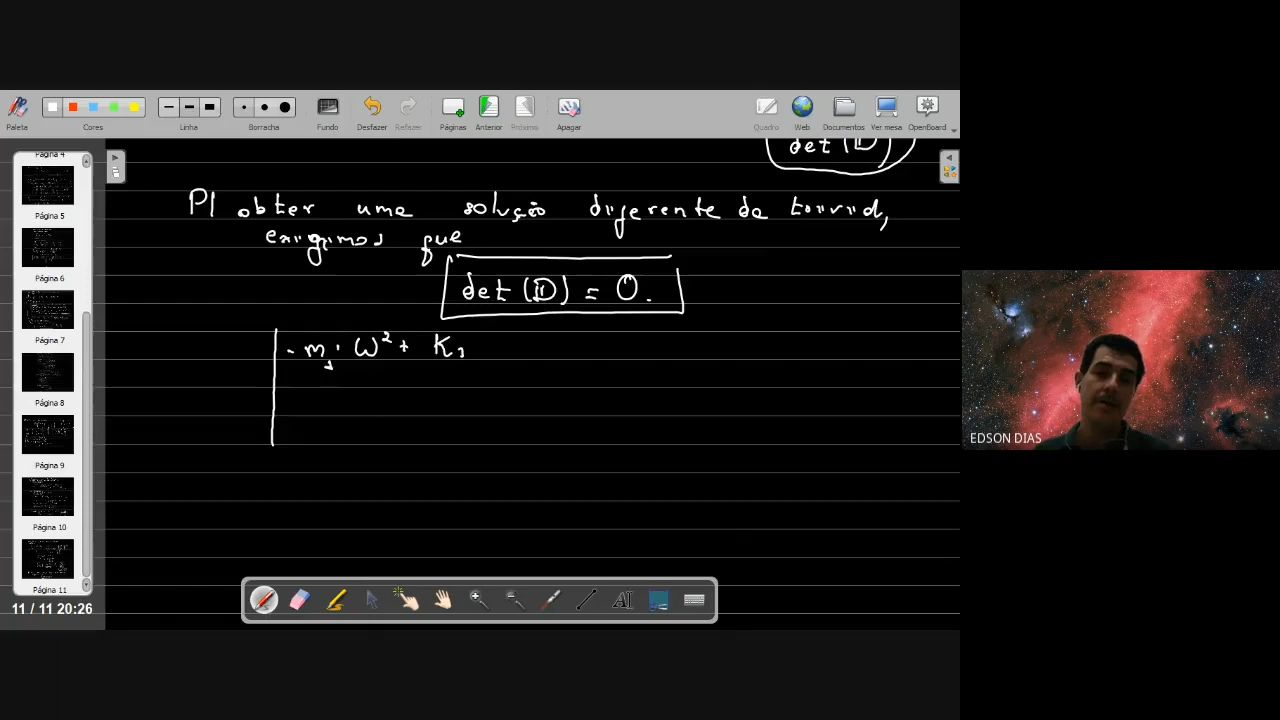 Paleta
Cores
Linha
Borracha
Fundo
Desfazer
Refazer
Páginas
Anterior
Próximo
Apagar
Quadro
Web
Documentos
Ver mesa
OpenBoard
Página 4
Página 5
Página 6
Página 7
Página 8
Página 9
Página 10
Página 11
11 / 11 20:26
det (D)
P/ obter uma solução diferente da trivial,
exigimos que
det (D) = 0.
- m₁ · ω² + K₁
AI
EDSON DIAS